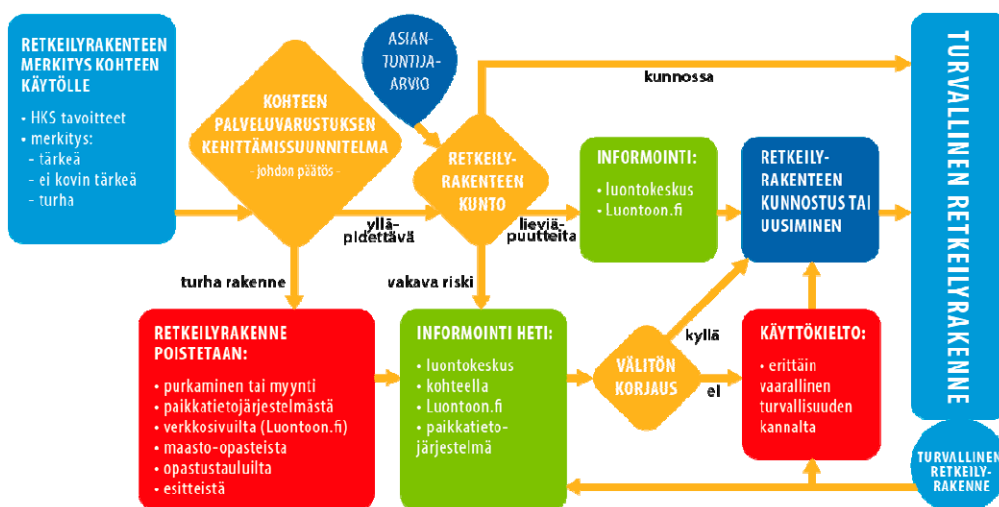 RETKEILYRAKENTEEN
MERKITYS KOHTEEN
KÄYTÖLLE
• HKS tavoitteet
• merkitys:
- tärkeä
- ei kovin tärkeä
- turha
KOHTEEN
PALVELUVARUSTUKSEN
KEHITTÄMISSUUNNITELMA
- johdon päätös -
ASIAN-
TUNTIJA-
ARVIO
RETKEILY-
RAKENTEEN
KUNTO
kunnossa
yllä-
pidettävä
lieviä
puutteita
turha rakenne
vakava riski
INFORMOINTI:
• luontokeskus
• Luontoon.fi
RETKEILY-
RAKENTEEN
KUNNOSTUS TAI
UUSIMINEN
RETKEILYRAKENNE
POISTETAAN:
• purkaminen tai myynti
• paikkatietojärjestelmästä
• verkkosivuilta (Luontoon.fi)
• maasto-opasteista
• opastustauluilta
• esitteistä
INFORMOINTI HETI:
• luontokeskus
• kohteella
• Luontoon.fi
• paikkatieto-
järjestelmä
VÄLITÖN
KORJAUS
kyllä
ei
KÄYTTÖKIELTO:
• erittäin
vaarallinen
turvallisuuden
kannalta
TURVALLINEN RETKEILYRAKENNE
TURVALLINEN
RETKEILY-
RAKENNE